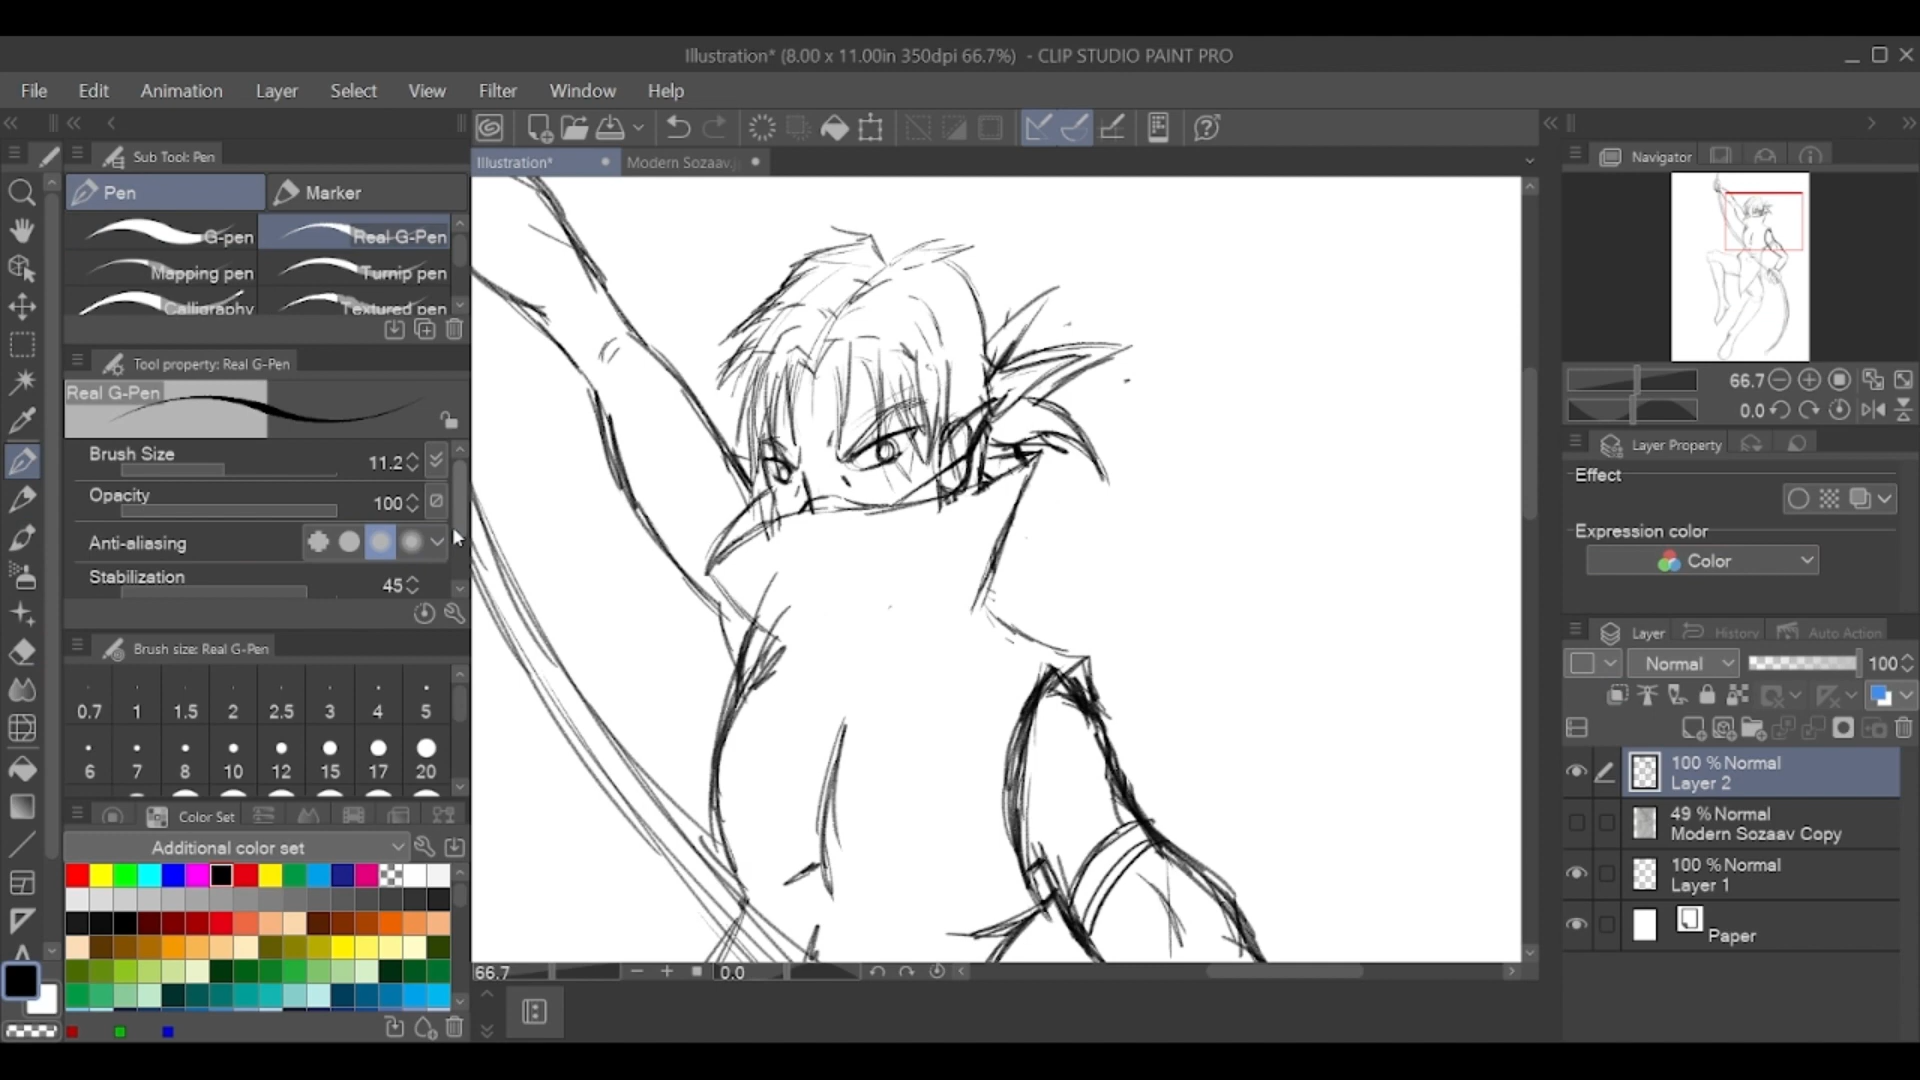 Illustration* (8.00 x 11.00in 350dpi 66.7%)  - CLIP STUDIO PAINT PRO
File Edit Animation Layer Select View Filter Window Help
Sub Tool: Pen
Illustration* Modern Sozaav.j
Navigator
Pen Marker
G-pen Real G-Pen
Mapping pen Turnip pen
Calligraphy Textured pen
Tool property: Real G-Pen
Real G-Pen
Brush Size 11.2
Opacity 100
Anti-aliasing
Stabilization 45
Brush size: Real G-Pen
0.7 1 1.5 2 2.5 3 4 5
6 7 8 10 12 15 17 20
Color Set
Additional color set
66.7 0.0
66.7
0.0
Layer Property
Effect
Expression color
Color
Layer History Auto Action
Normal 100
100 % Normal
Layer 2
49 % Normal
Modern Sozaav Copy
100 % Normal
Layer 1
Paper